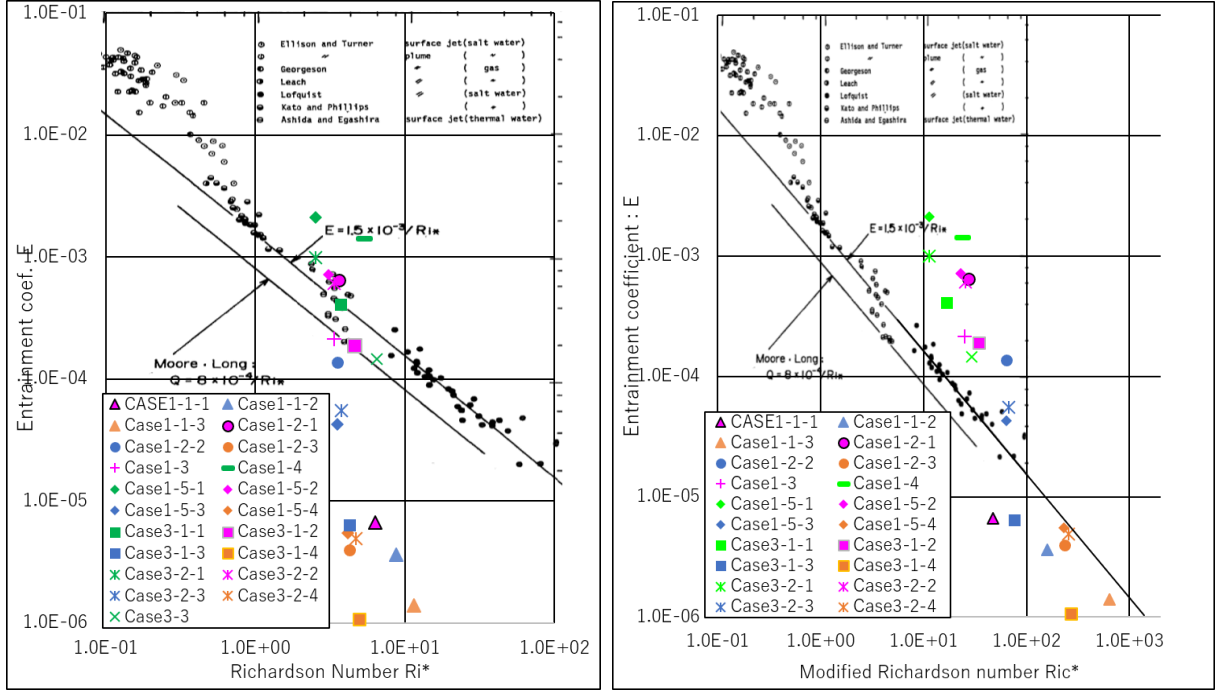 1.0E-01
Ellison and Turner surface jet(salt water)
〃 plume ( 〃 )
Georgeson 〃 ( gas )
Leach 〃 ( 〃 )
Lofquist 〃 (salt water)
Kato and Phillips ( 〃 )
Ashida and Egashira surface jet(thermal water)
1.0E-02
E=1.5×10⁻³/Ri*
1.0E-03
Moore・Long:
Q=8×10⁻⁴/Ri*
1.0E-04
CASE1-1-1 Case1-1-2
Case1-1-3 Case1-2-1
Case1-2-2 Case1-2-3
Case1-3 Case1-4
Case1-5-1 Case1-5-2
Case1-5-3 Case1-5-4
Case3-1-1 Case3-1-2
Case3-1-3 Case3-1-4
Case3-2-1 Case3-2-2
Case3-2-3 Case3-2-4
Case3-3
1.0E-05
1.0E-06
1.0E-01 1.0E+00 1.0E+01 1.0E+02
Entrainment coef. :E
Richardson Number Ri*
1.0E-01
Ellison and Turner surface jet(salt water)
〃 plume ( 〃 )
Georgeson 〃 ( gas )
Leach 〃 ( 〃 )
Lofquist 〃 (salt water)
Kato and Phillips ( 〃 )
Ashida and Egashira surface jet(thermal water)
1.0E-02
E=1.5×10⁻³/Ri*
1.0E-03
Moore・Long:
Q=8×10⁻⁴/Ri*
1.0E-04
CASE1-1-1 Case1-1-2
Case1-1-3 Case1-2-1
Case1-2-2 Case1-2-3
Case1-3 Case1-4
Case1-5-1 Case1-5-2
Case1-5-3 Case1-5-4
Case3-1-1 Case3-1-2
Case3-1-3 Case3-1-4
Case3-2-1 Case3-2-2
Case3-2-3 Case3-2-4
1.0E-05
1.0E-06
1.0E-01 1.0E+00 1.0E+01 1.0E+02 1.0E+03
Entrainment coefficient : E
Modified Richardson number Ric*